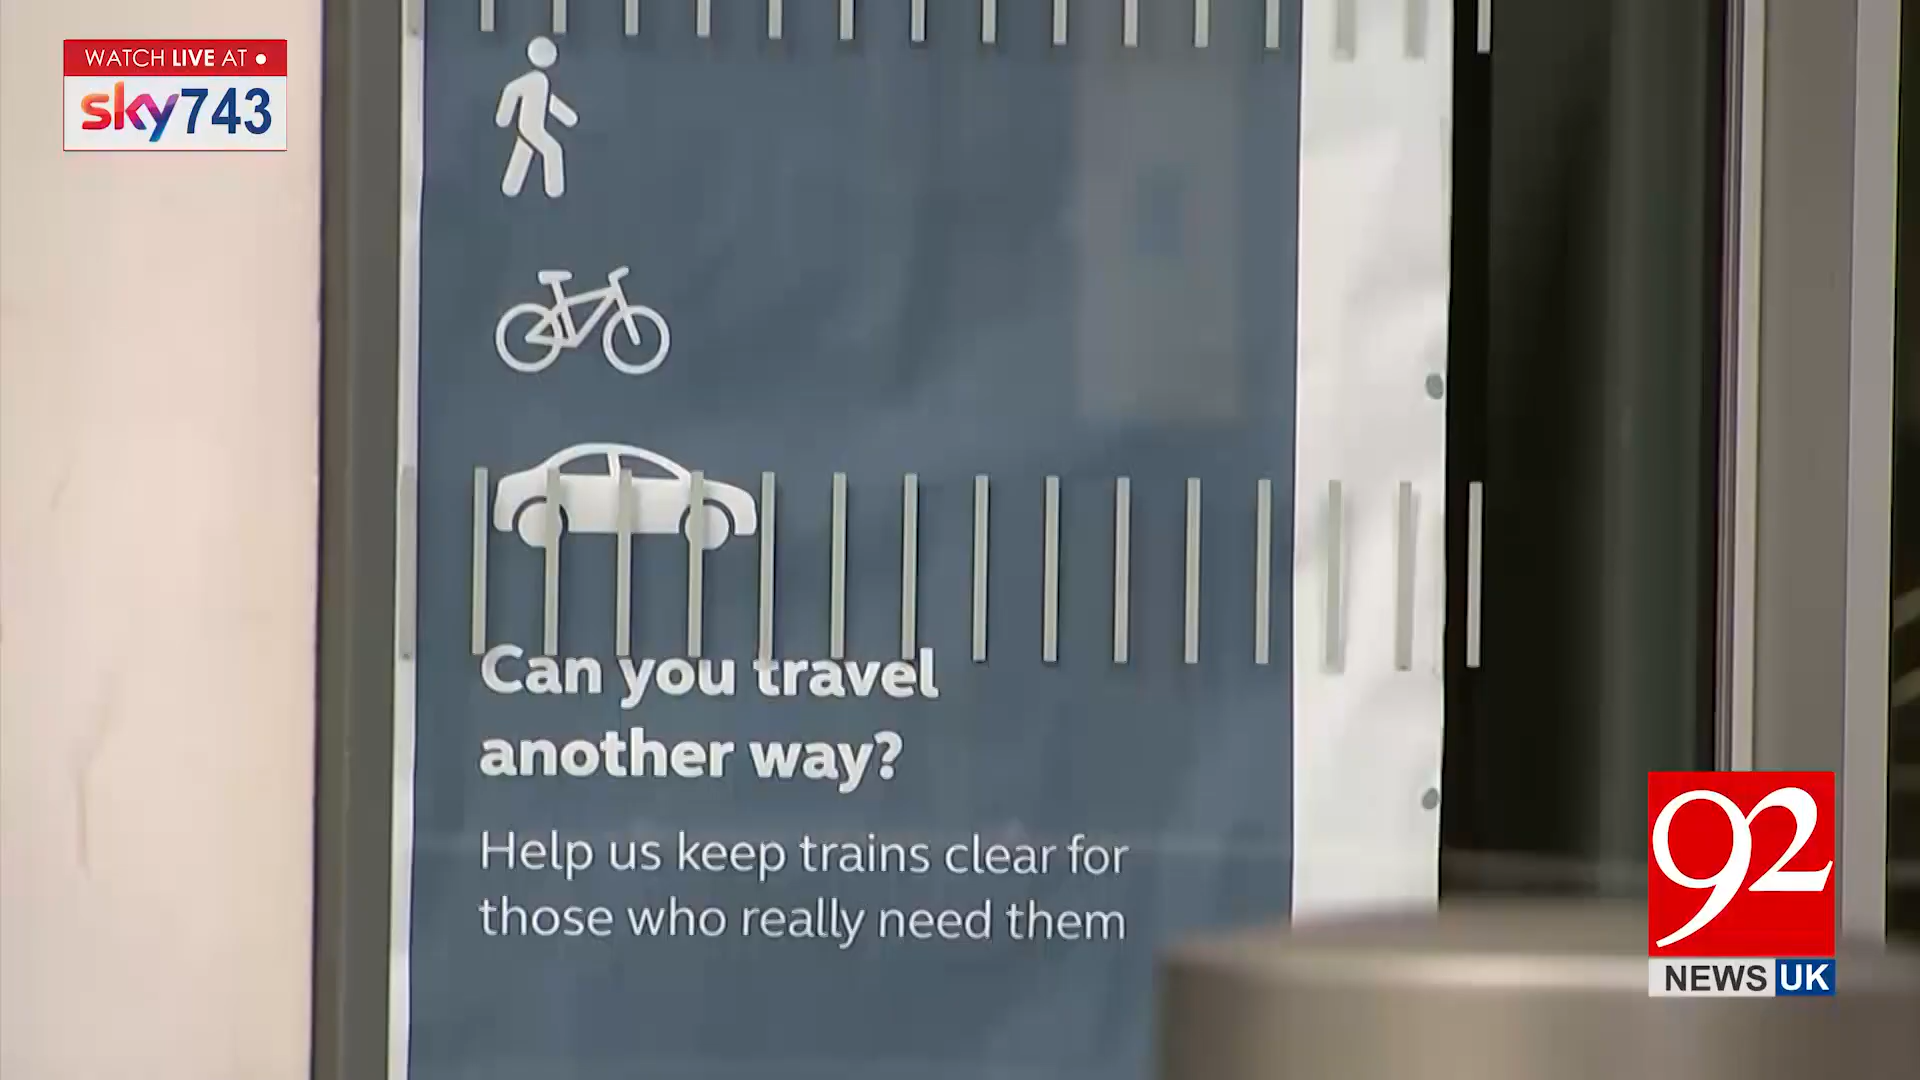 WATCH LIVE AT
sky743
Can you travel
another way?
Help us keep trains clear for
those who really need them
92
NEWS UK